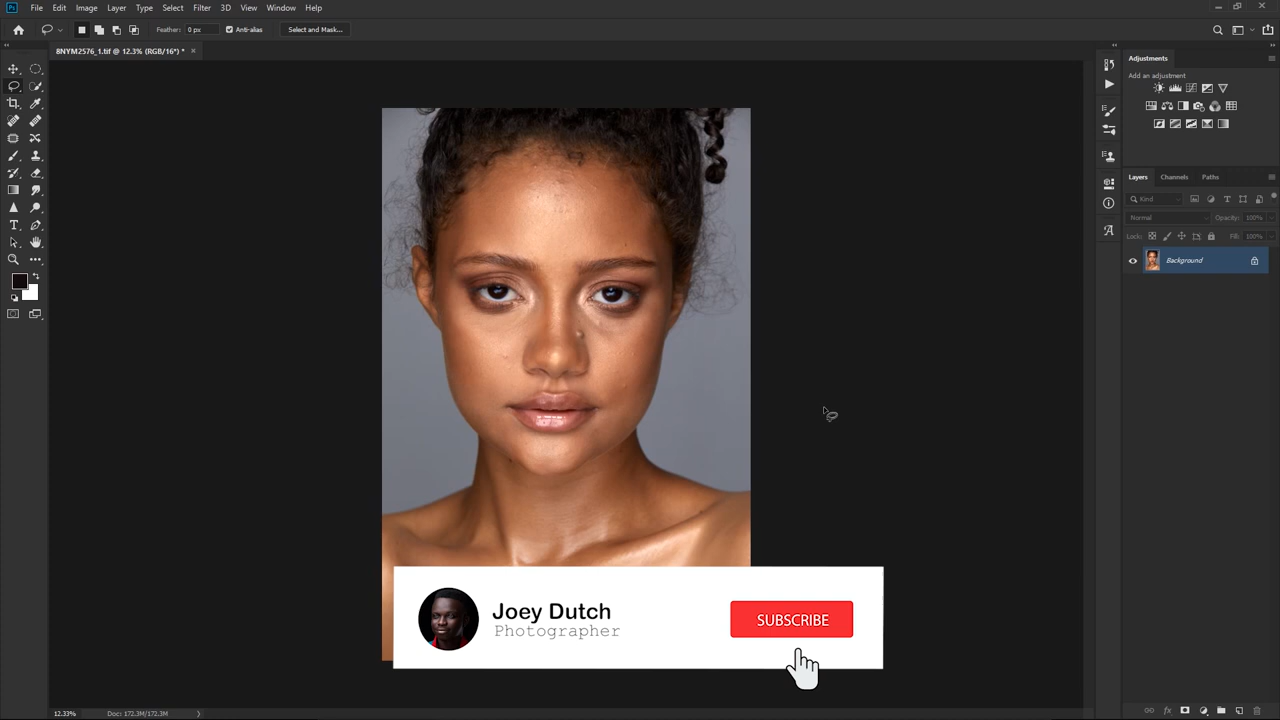 Ps File Edit Image Layer Type Select Filter 3D View Window Help
Feather: 0 px Anti-alias Select and Mask...
8NYM2576_1.tif @ 12.3% (RGB/16*) * ×
Adjustments
Add an adjustment
Layers Channels Paths
Kind
Normal Opacity: 100%
Lock: Fill: 100%
Background
Joey Dutch
Photographer
SUBSCRIBE
12.33% Doc: 172.3M/172.3M